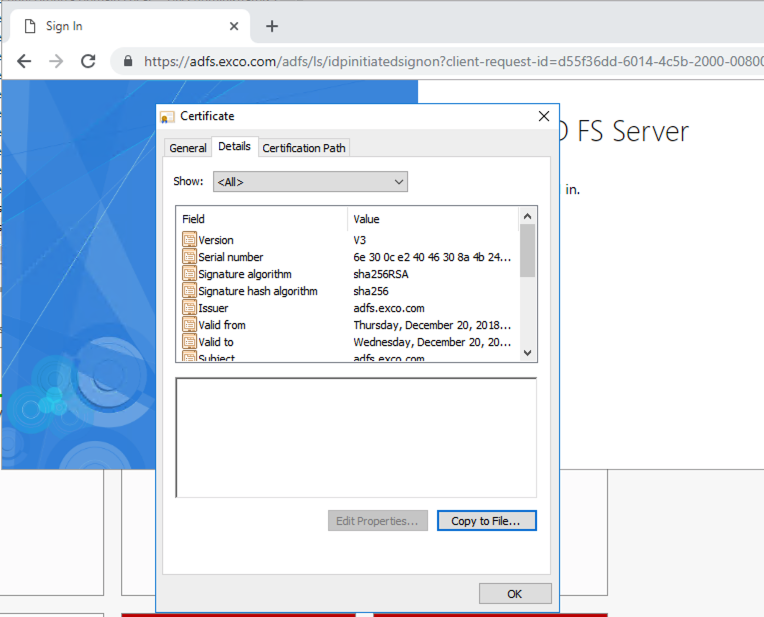 Sign In
https://adfs.exco.com/adfs/ls/idpinitiatedsignon?client-request-id=d55f36dd-6014-4c5b-2000-00800
Certificate
FS Server
General Details Certification Path
Show: <All>
in.
Field Value
Version V3
Serial number 6e 30 0c e2 40 46 30 8a 4b 24...
Signature algorithm sha256RSA
Signature hash algorithm sha256
Issuer adfs.exco.com
Valid from Thursday, December 20, 2018...
Valid to Wednesday, December 20, 20...
Subject adfs.exco.com
Edit Properties... Copy to File...
OK